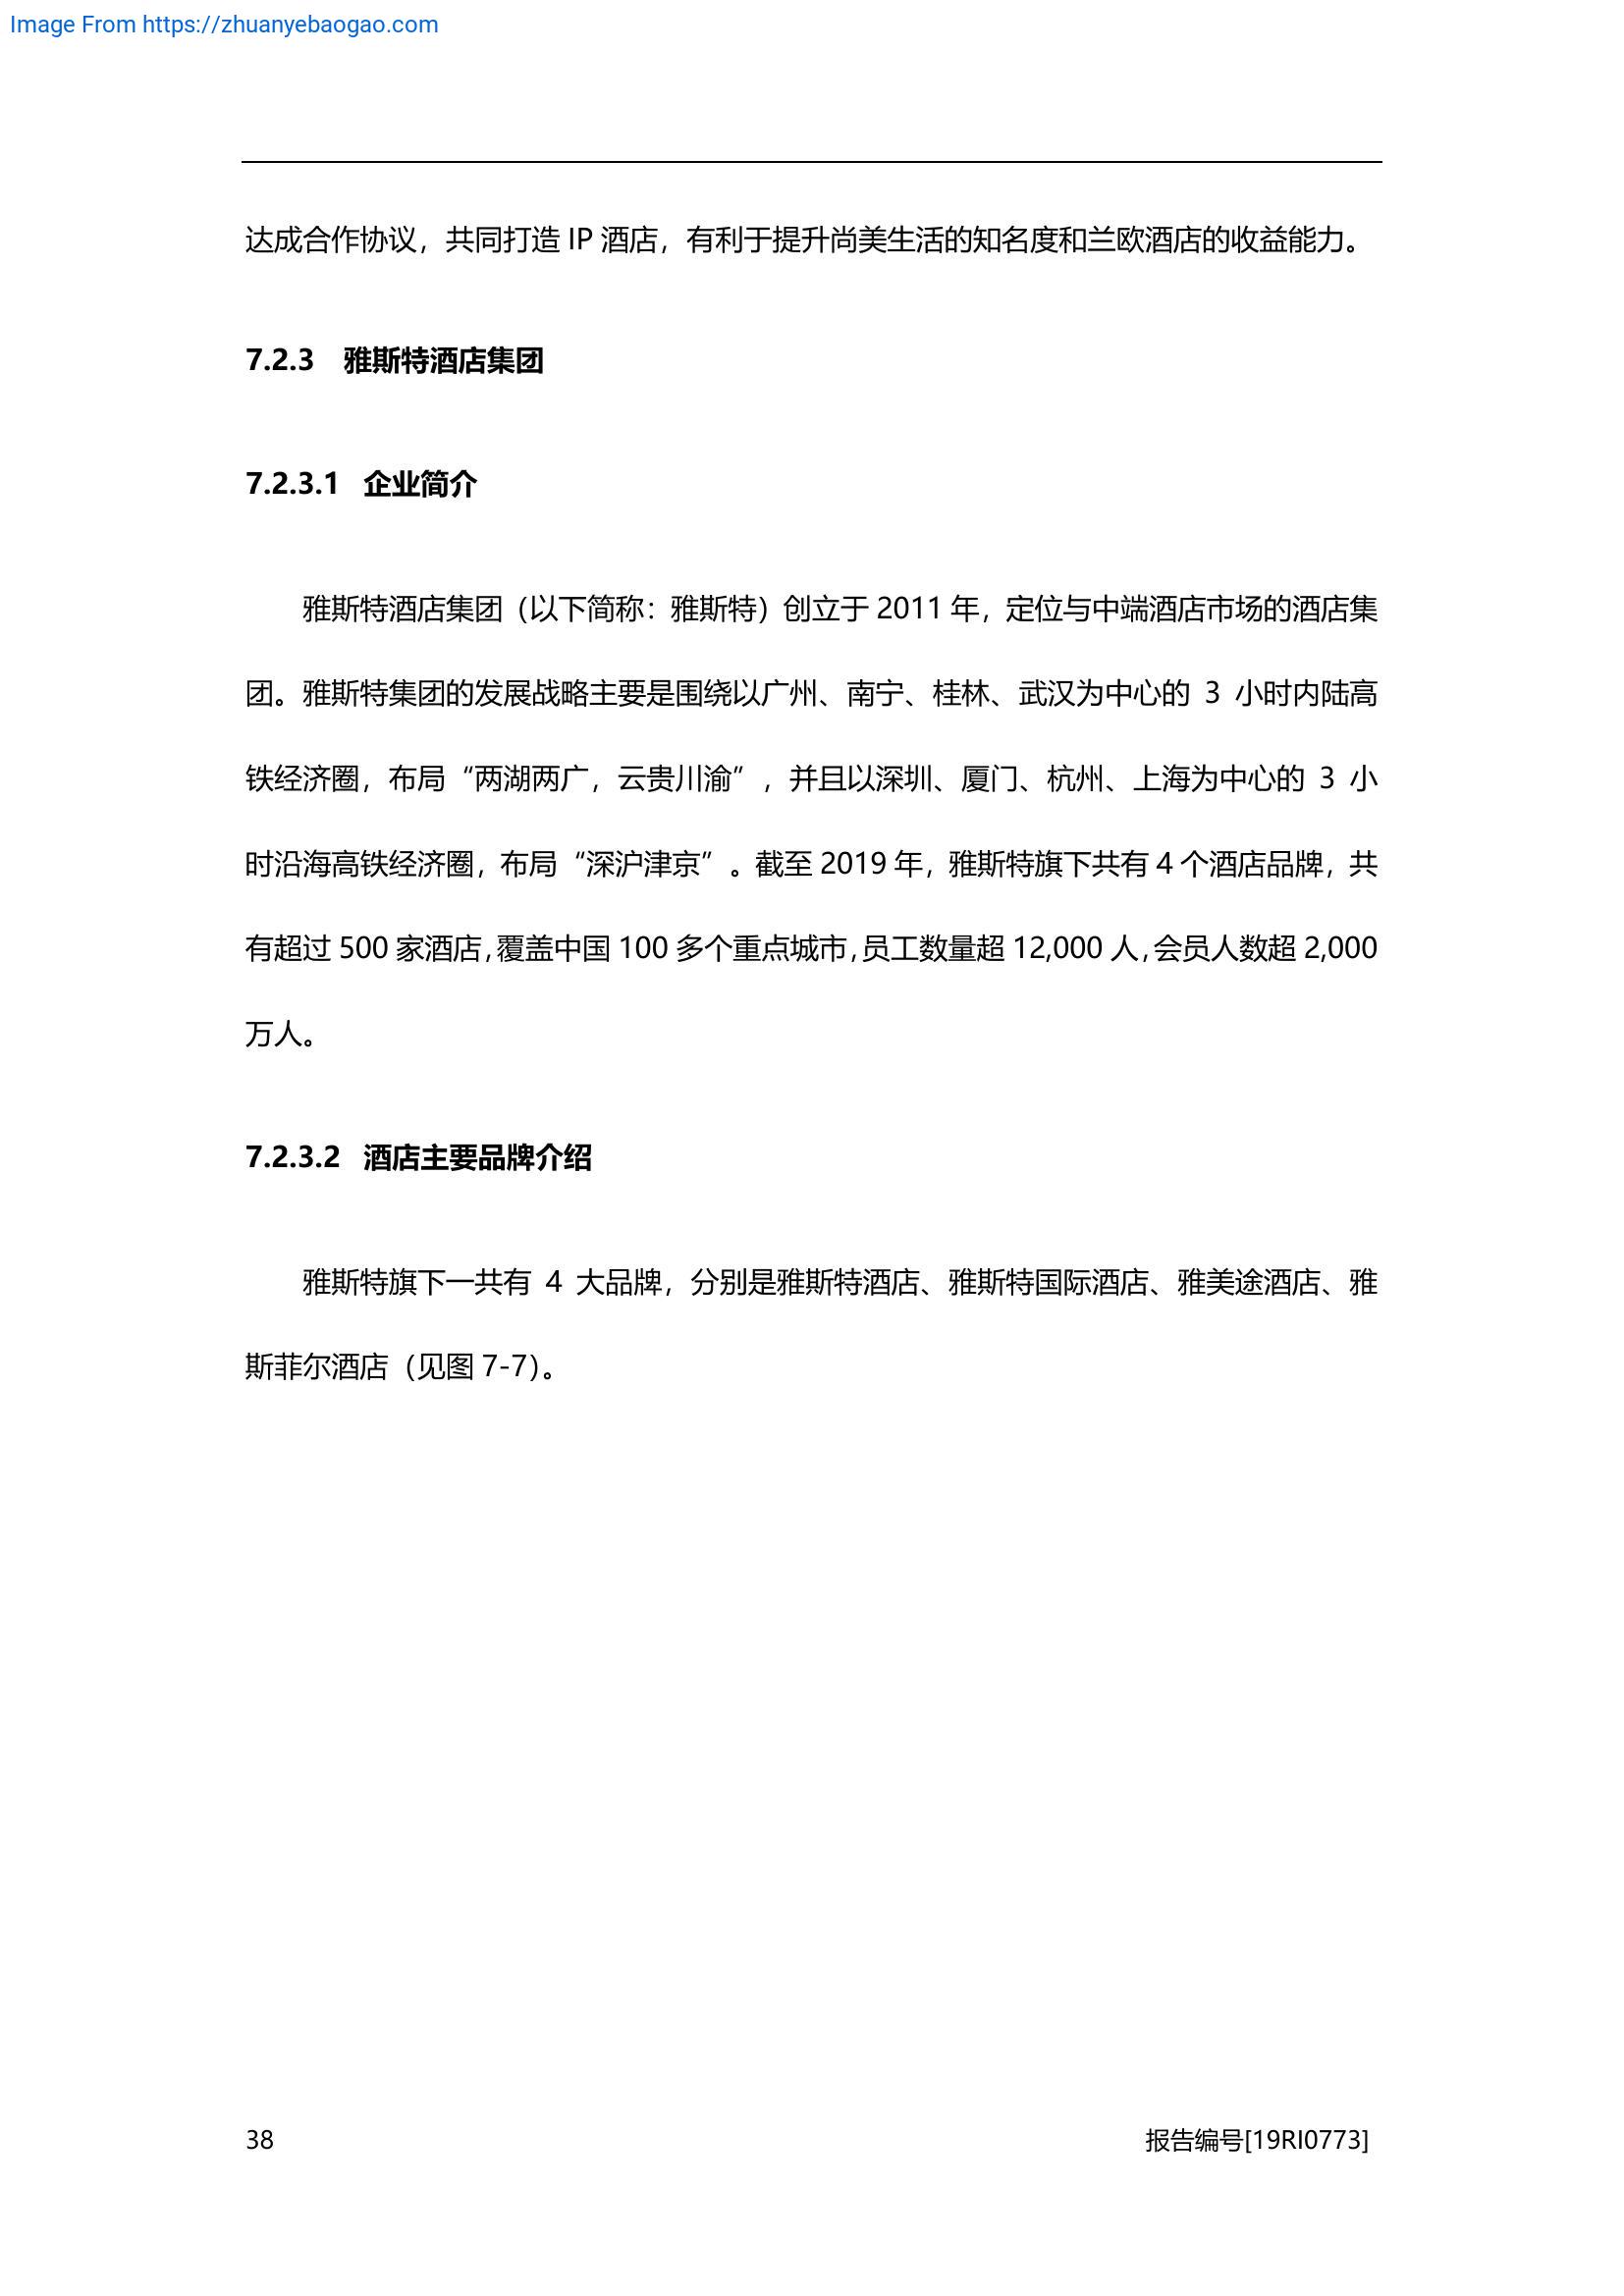 Image From https://zhuanyebaogao.com
达成合作协议，共同打造 IP 酒店，有利于提升尚美生活的知名度和兰欧酒店的收益能力。
7.2.3 雅斯特酒店集团
7.2.3.1 企业简介
雅斯特酒店集团（以下简称：雅斯特）创立于 2011 年，定位与中端酒店市场的酒店集
团。雅斯特集团的发展战略主要是围绕以广州、南宁、桂林、武汉为中心的 3 小时内陆高
铁经济圈，布局“两湖两广，云贵川渝”，并且以深圳、厦门、杭州、上海为中心的 3 小
时沿海高铁经济圈，布局“深沪津京”。截至 2019 年，雅斯特旗下共有 4 个酒店品牌，共
有超过 500 家酒店，覆盖中国 100 多个重点城市，员工数量超 12,000 人，会员人数超 2,000
万人。
7.2.3.2 酒店主要品牌介绍
雅斯特旗下一共有 4 大品牌，分别是雅斯特酒店、雅斯特国际酒店、雅美途酒店、雅
斯菲尔酒店（见图 7-7）。
38 报告编号[19RI0773]